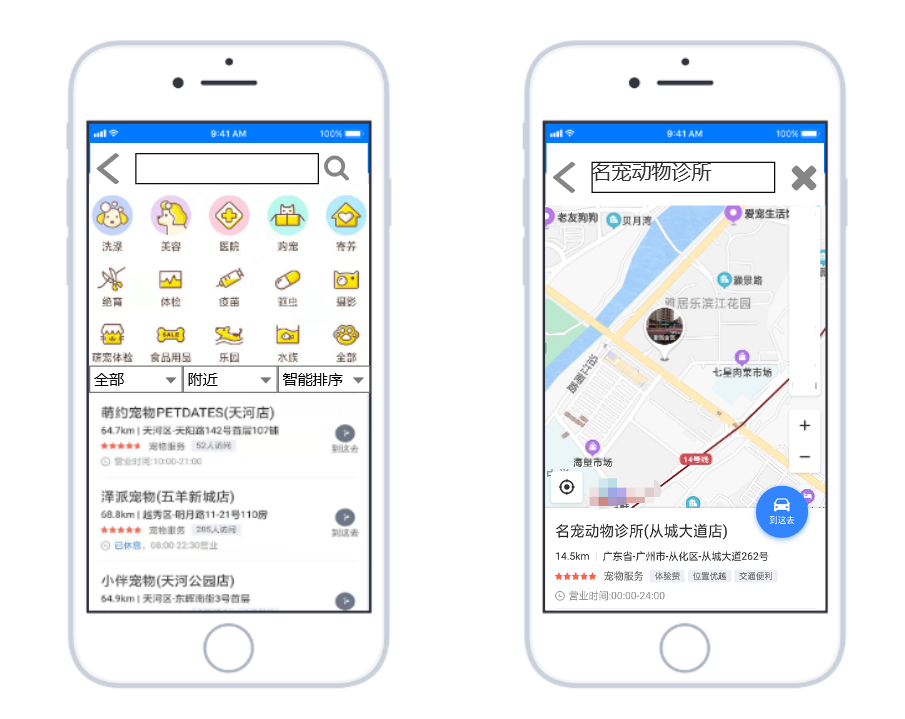 9:41 AM 100%
洗澡 美容 医院 购宠 寄养
绝育 体检 疫苗 驱虫 摄影
SALE
萌宠体检 食品用品 乐园 水族 全部
全部 附近 智能排序
萌约宠物PETDATES(天河店)
64.7km | 天河区-天阳路142号首层107铺
宠物服务 52人访问
营业时间:10:00-21:00
到这去
泽派宠物(五羊新城店)
68.8km | 越秀区-明月路11-21号110房
宠物服务 285人访问
已休息，08:00-22:30营业
到这去
小伴宠物(天河公园店)
64.9km | 天河区-东晖南街3号首层
9:41 AM 100%
名宠动物诊所
老友狗狗 贝月湾 爱宠生活馆
颐景路
雅居乐滨江花园
七星肉菜市场
沿江南路
海塱市场
14号线
+
−
到这去
名宠动物诊所(从城大道店)
14.5km | 广东省-广州市-从化区-从城大道262号
宠物服务 体验赞 位置优越 交通便利
营业时间:00:00-24:00